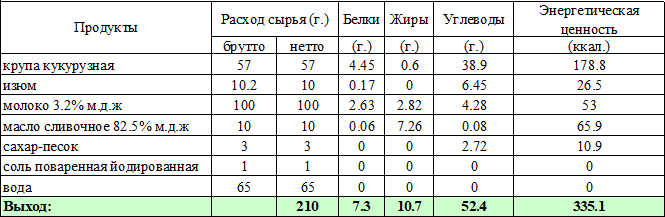 Продукты Расход сырья (г.) Белки Жиры Углеводы Энергетическая ценность
брутто нетто (г.) (г.) (г.) (ккал.)
крупа кукурузная 57 57 4.45 0.6 38.9 178.8
изюм 10.2 10 0.17 0 6.45 26.5
молоко 3.2% м.д.ж 100 100 2.63 2.82 4.28 53
масло сливочное 82.5% м.д.ж 10 10 0.06 7.26 0.08 65.9
сахар-песок 3 3 0 0 2.72 10.9
соль поваренная йодированная 1 1 0 0 0 0
вода 65 65 0 0 0 0
Выход: 210 7.3 10.7 52.4 335.1